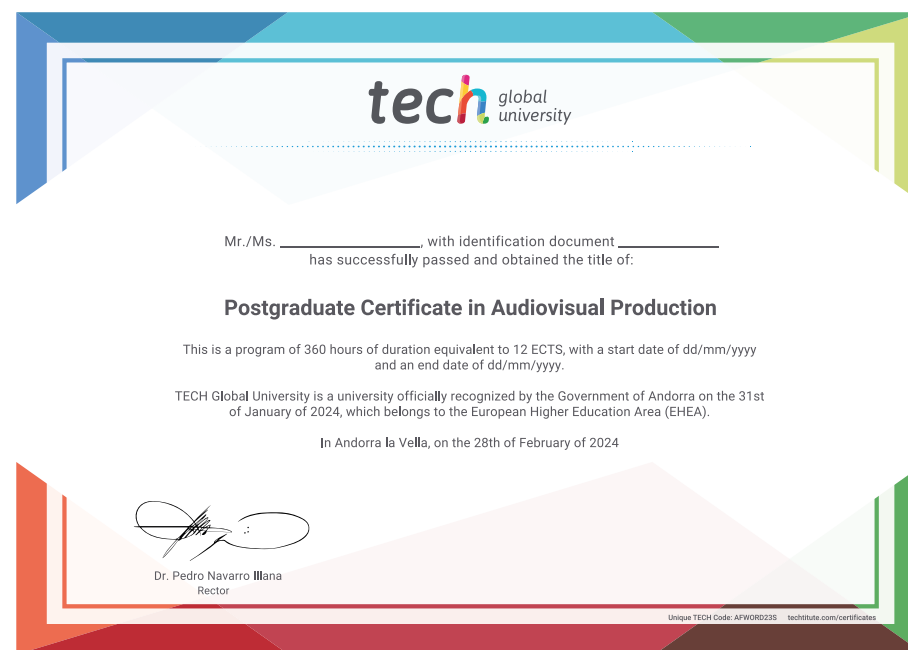 tech global university
Mr./Ms. ____________, with identification document ____________
has successfully passed and obtained the title of:
Postgraduate Certificate in Audiovisual Production
This is a program of 360 hours of duration equivalent to 12 ECTS, with a start date of dd/mm/yyyy
and an end date of dd/mm/yyyy.
TECH Global University is a university officially recognized by the Government of Andorra on the 31st
of January of 2024, which belongs to the European Higher Education Area (EHEA).
In Andorra la Vella, on the 28th of February of 2024
Dr. Pedro Navarro Illana
Rector
Unique TECH Code: AFWORD23S techtitute.com/certificates